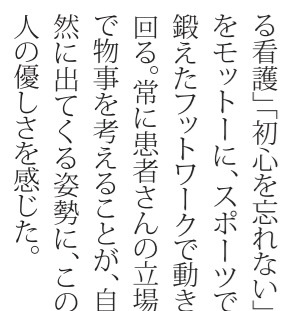 る看護」「初心を忘れない」
をモットーに、スポーツで
鍛えたフットワークで動き
回る。常に患者さんの立場
で物事を考えることが、自
然に出てくる姿勢に、この
人の優しさを感じた。